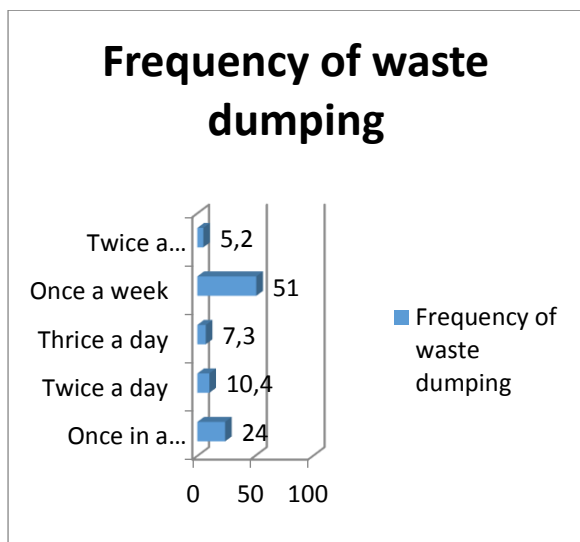 Frequency of waste
dumping
Twice a... 5,2
Once a week 51
Thrice a day 7,3
Twice a day 10,4
Once in a... 24
0 50 100
Frequency of
waste
dumping